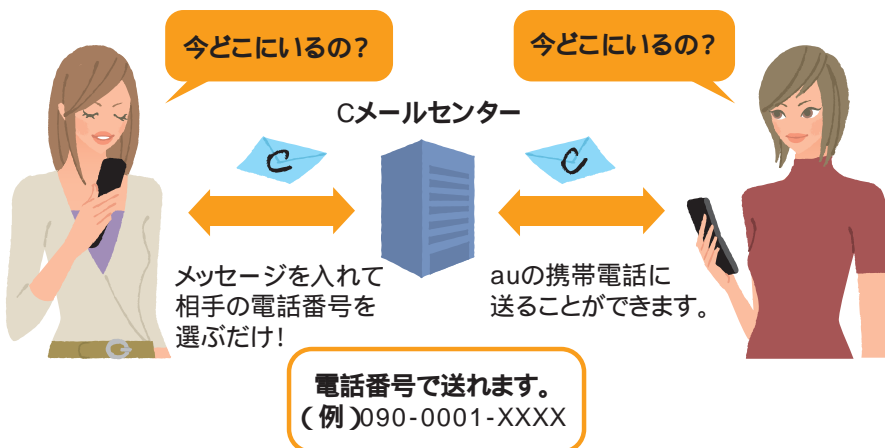 今どこにいるの?
今どこにいるの?
Cメールセンター
C
C
メッセージを入れて
相手の電話番号を
選ぶだけ!
auの携帯電話に
送ることができます。
電話番号で送れます。
(例)090-0001-XXXX